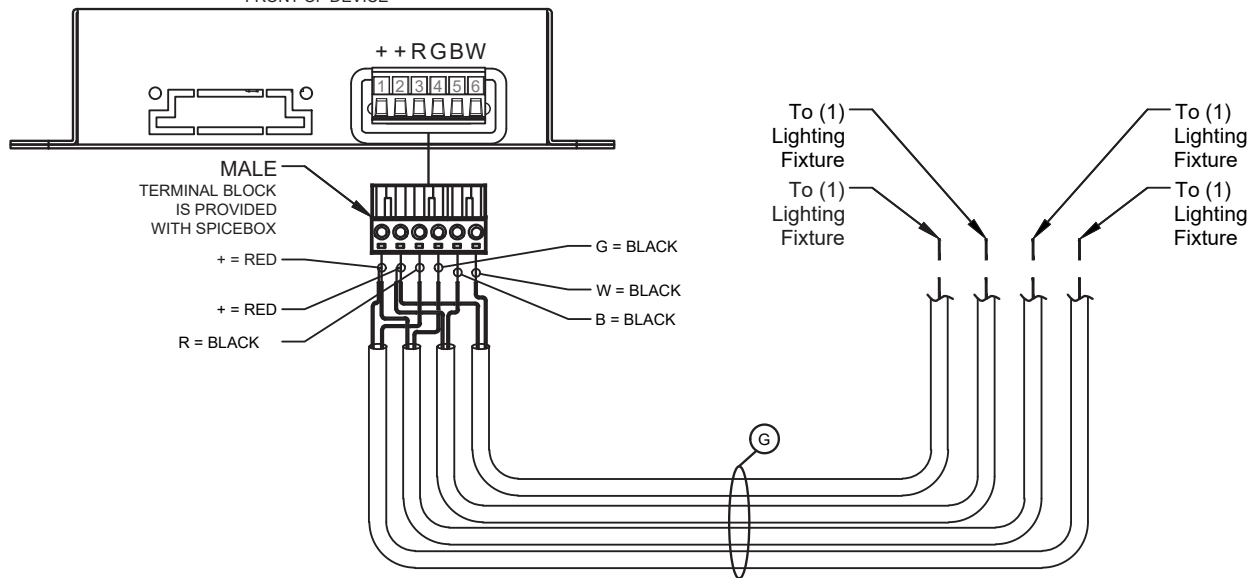 FRONT OF DEVICE
+ + R G B W
1 2 3 4 5 6
MALE
TERMINAL BLOCK
IS PROVIDED
WITH SPICEBOX
+ = RED
+ = RED
R = BLACK
G = BLACK
W = BLACK
B = BLACK
To (1)
Lighting
Fixture
To (1)
Lighting
Fixture
To (1)
Lighting
Fixture
To (1)
Lighting
Fixture
G